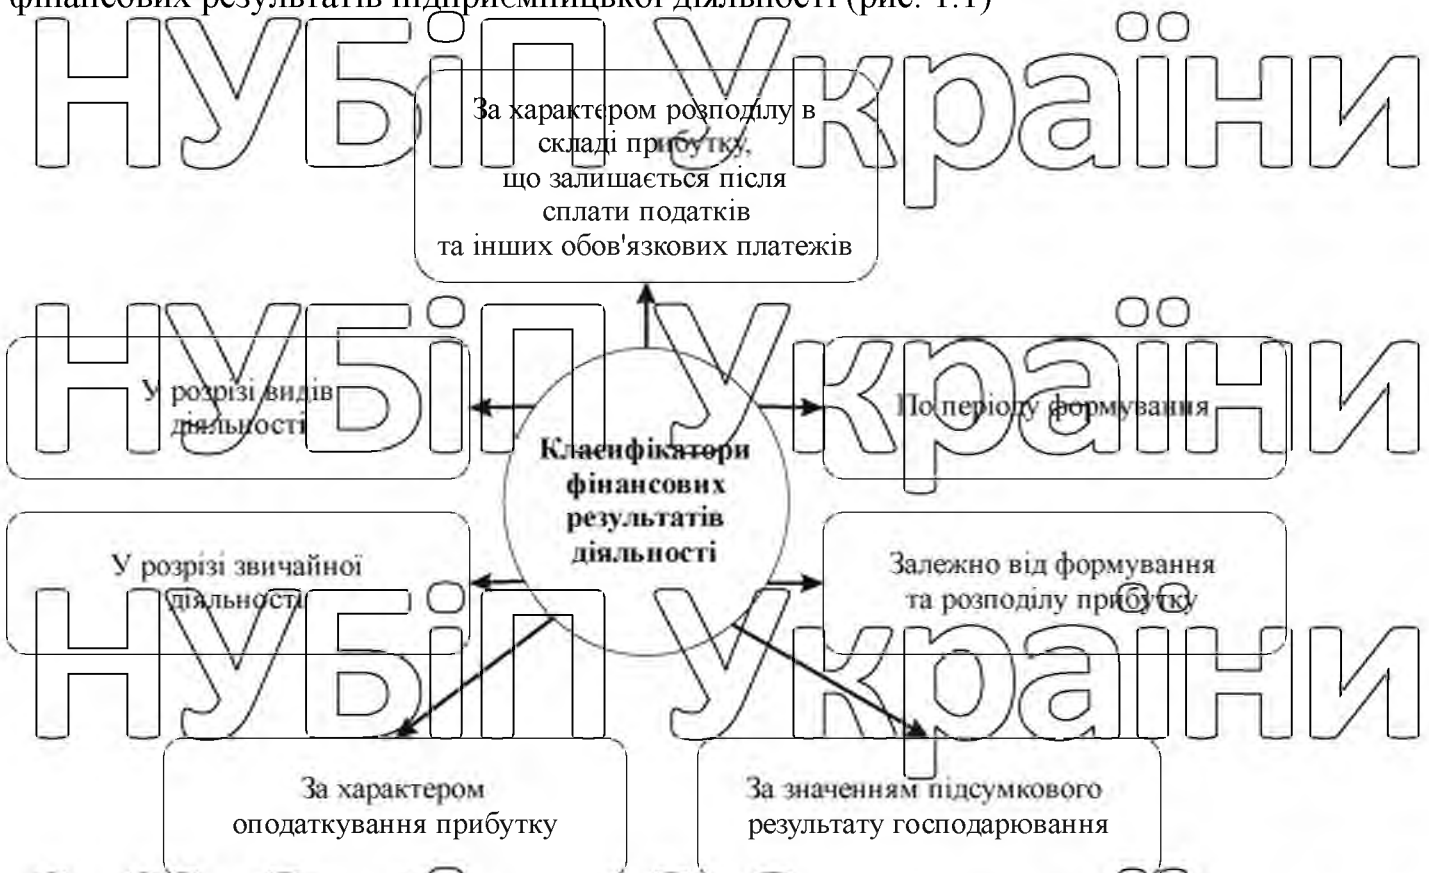 фінансових результатів підприємницької діяльності (рис. 1.1)
НУБіП України
За характером розподілу в
складі прибутку,
що залишається після
сплати податків
та інших обов'язкових платежів
НУБіП України
У розрізі видів
діяльності
По періоду формування
Класифікатори
фінансових
результатів
діяльності
У розрізі звичайної
діяльності
Залежно від формування
та розподілу прибутку
НУБіП України
За характером
оподаткування прибутку
За значенням підсумкового
результату господарювання